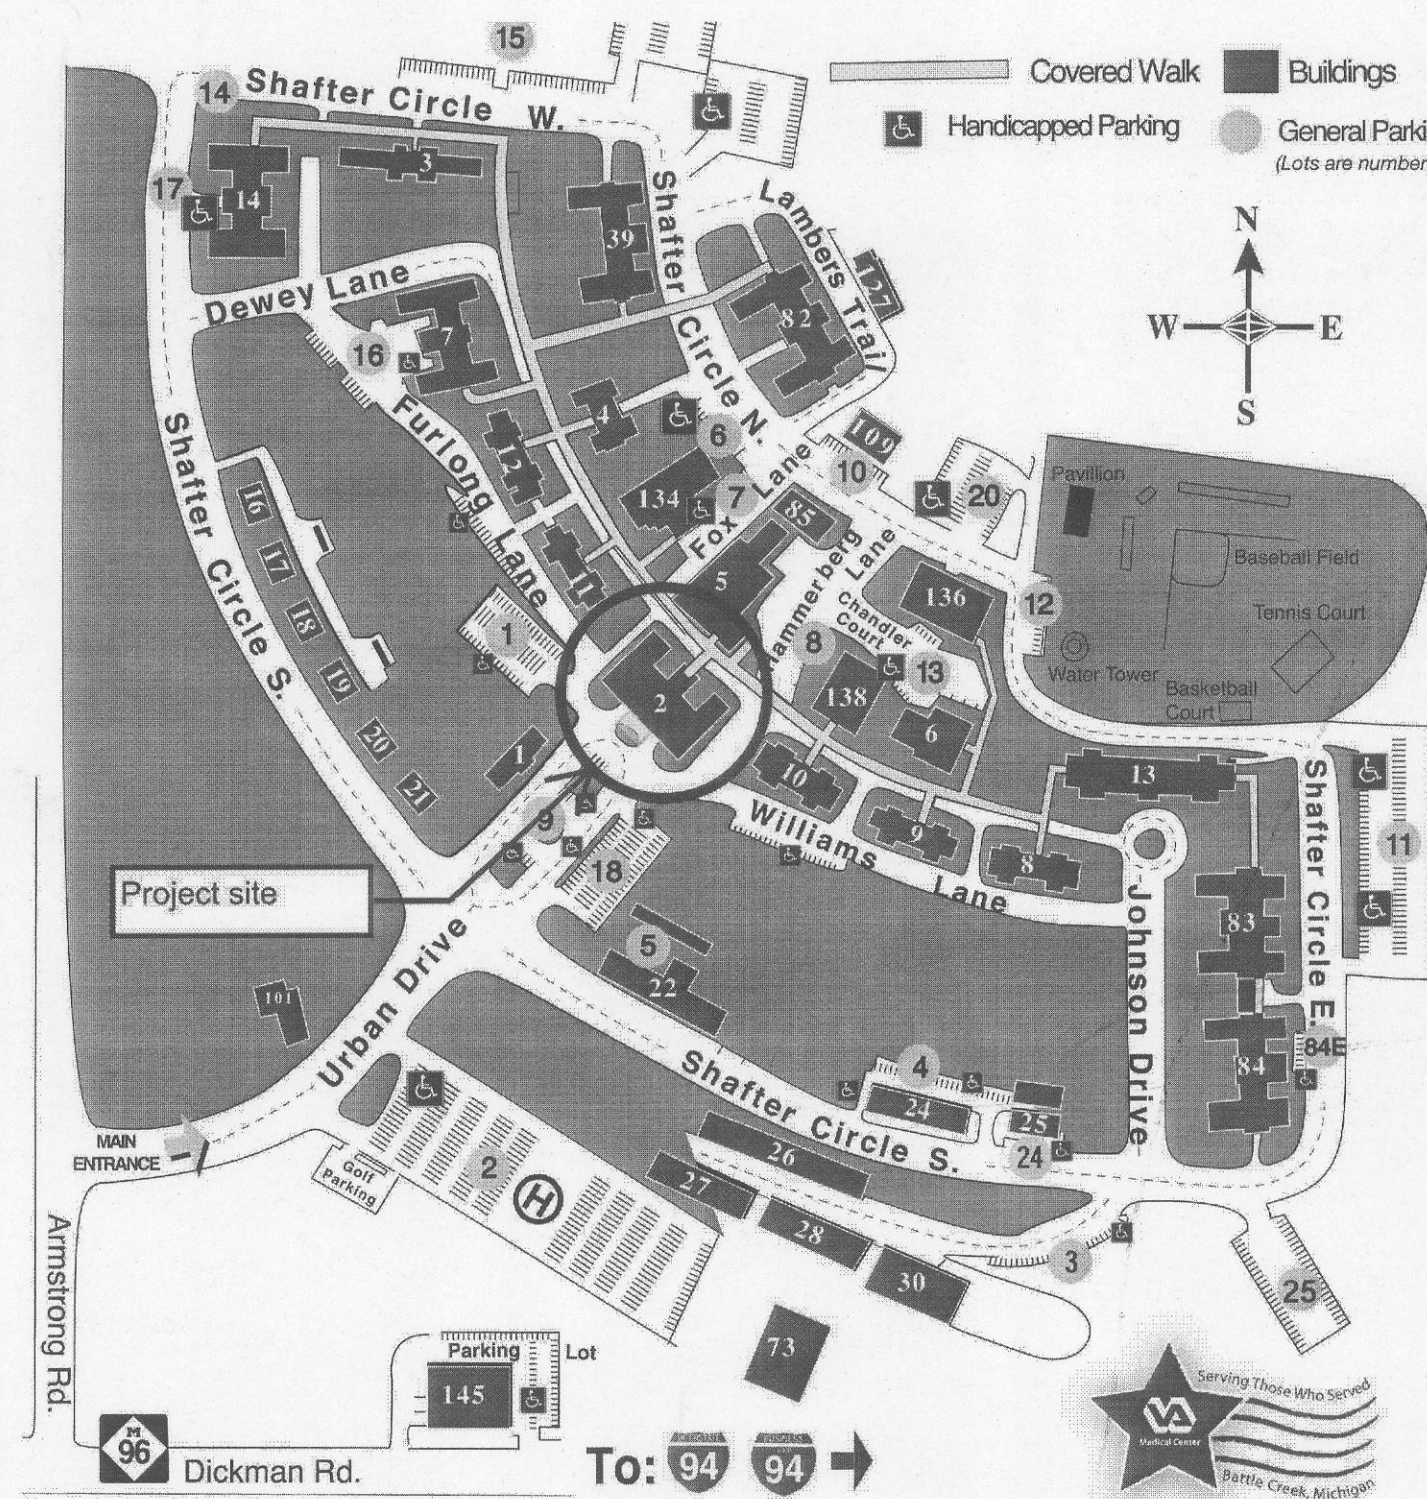 15
Covered Walk
Buildings
14
Shafter Circle W.
Handicapped Parking
General Parki
(Lots are number
3
17
14
Shafter
Lambers Trail
39
N
Dewey Lane
127
W
E
82
7
16
Circle N.
S
Furlong Lane
4
6
109
12
Shafter Circle S.
10
Pavillion
16
134
7
Fox Lane
20
85
Baseball Field
17
11
5
Hammerberg Lane
136
12
Tennis Court
Chandler
Court
18
1
8
13
Water Tower
19
2
138
Basketball
Court
6
20
1
10
13
Shafter Circle E.
21
9
Williams Lane
9
11
18
8
Project site
Johnson Drive
83
5
22
101
Urban Drive
84E
84
Shafter Circle S.
4
24
25
MAIN
ENTRANCE
24
2
26
Golf
Parking
H
27
28
3
30
25
Armstrong Rd.
73
Parking Lot
145
Serving Those Who Served
VA
Medical Center
Battle Creek, Michigan
M
96
Dickman Rd.
To:
94
94